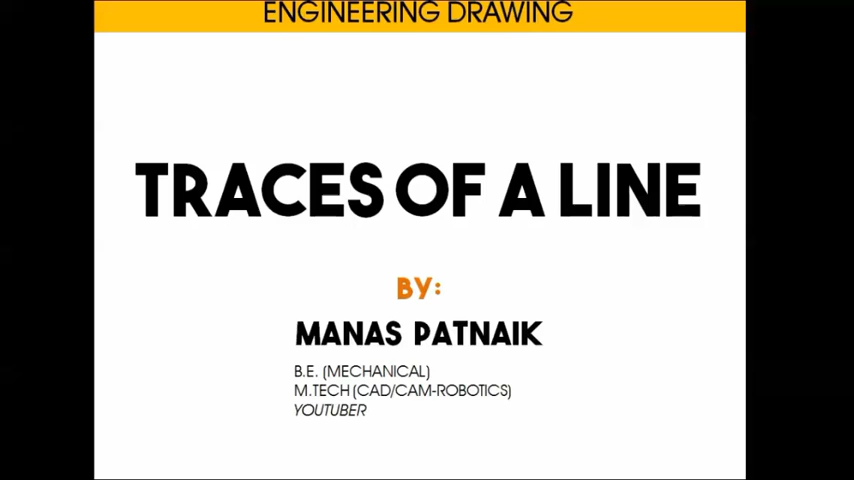 ENGINEERING DRAWING
TRACES OF A LINE
BY:
MANAS PATNAIK
B.E. (MECHANICAL)
M.TECH (CAD/CAM-ROBOTICS)
YOUTUBER